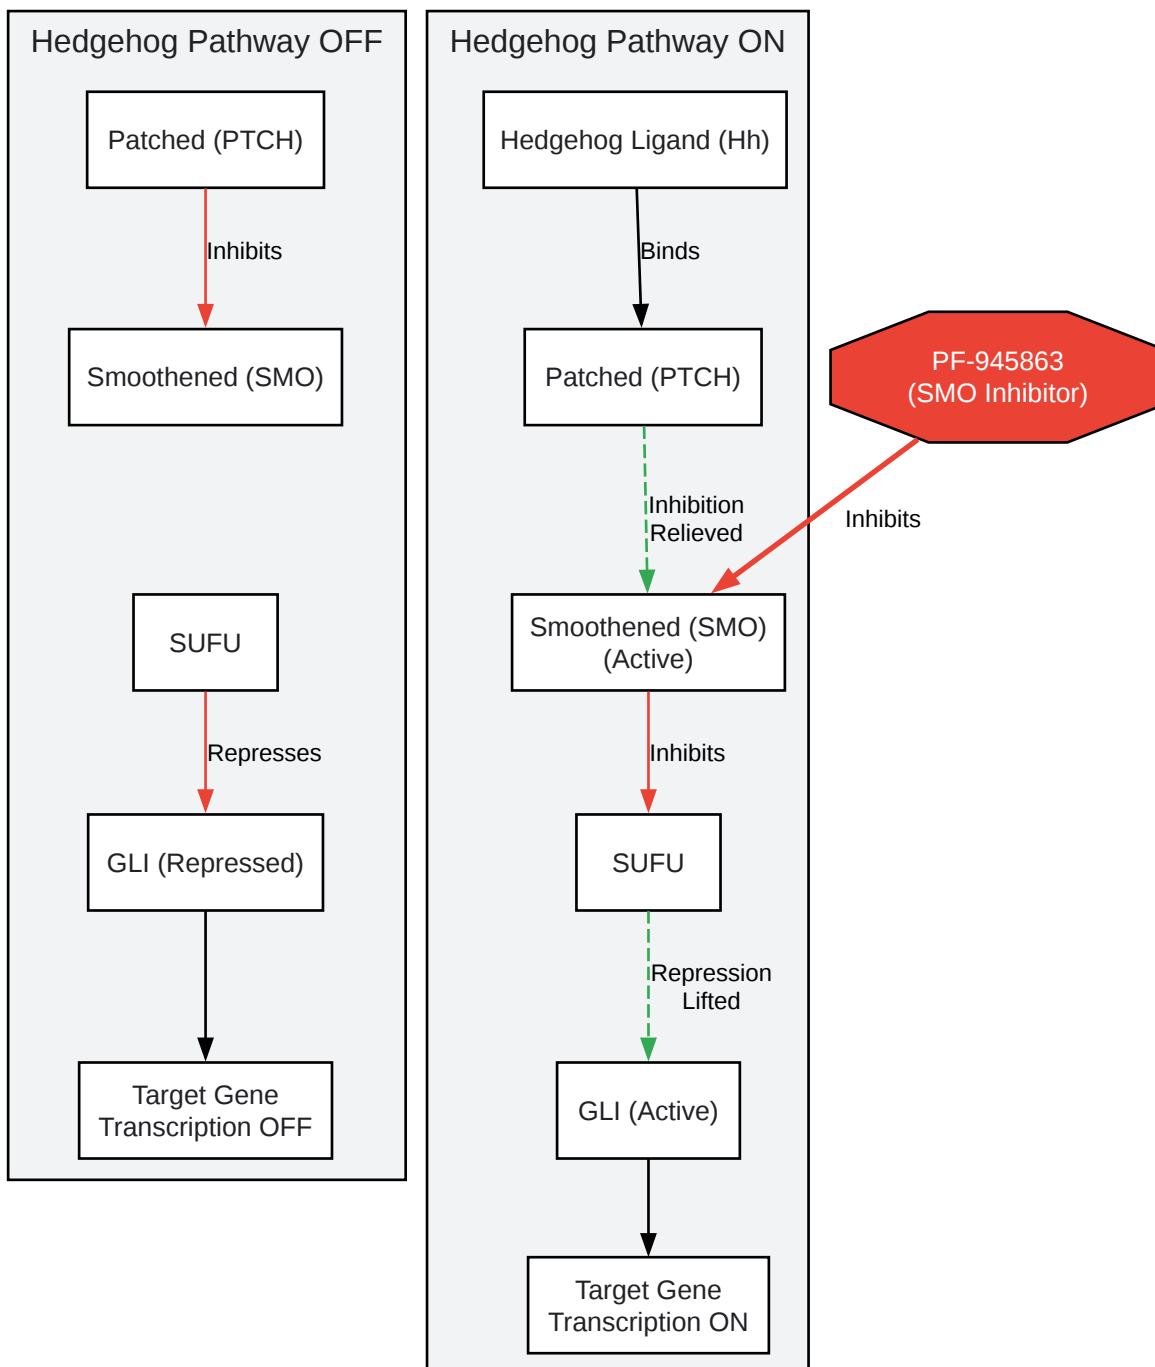 Hedgehog Pathway OFF
Patched (PTCH)
Inhibits
Smoothened (SMO)
SUFU
Represses
GLI (Repressed)
Target Gene
Transcription OFF
Hedgehog Pathway ON
Hedgehog Ligand (Hh)
Binds
Patched (PTCH)
Inhibition
Relieved
Smoothened (SMO)
(Active)
Inhibits
SUFU
Repression
Lifted
GLI (Active)
Target Gene
Transcription ON
PF-945863
(SMO Inhibitor)
Inhibits